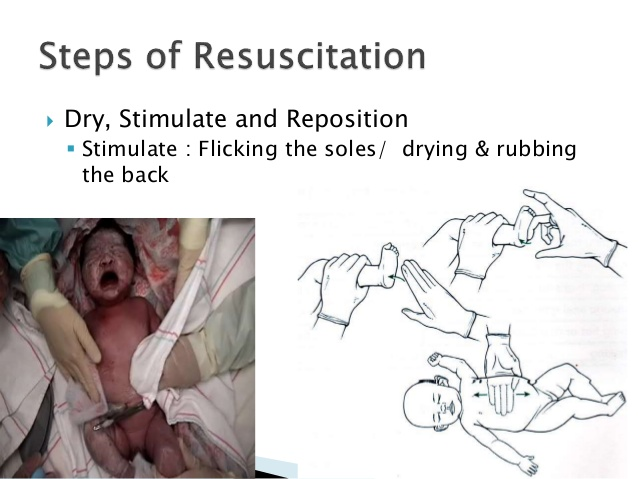 Steps of Resuscitation
Dry, Stimulate and Reposition
Stimulate : Flicking the soles/ drying & rubbing
the back